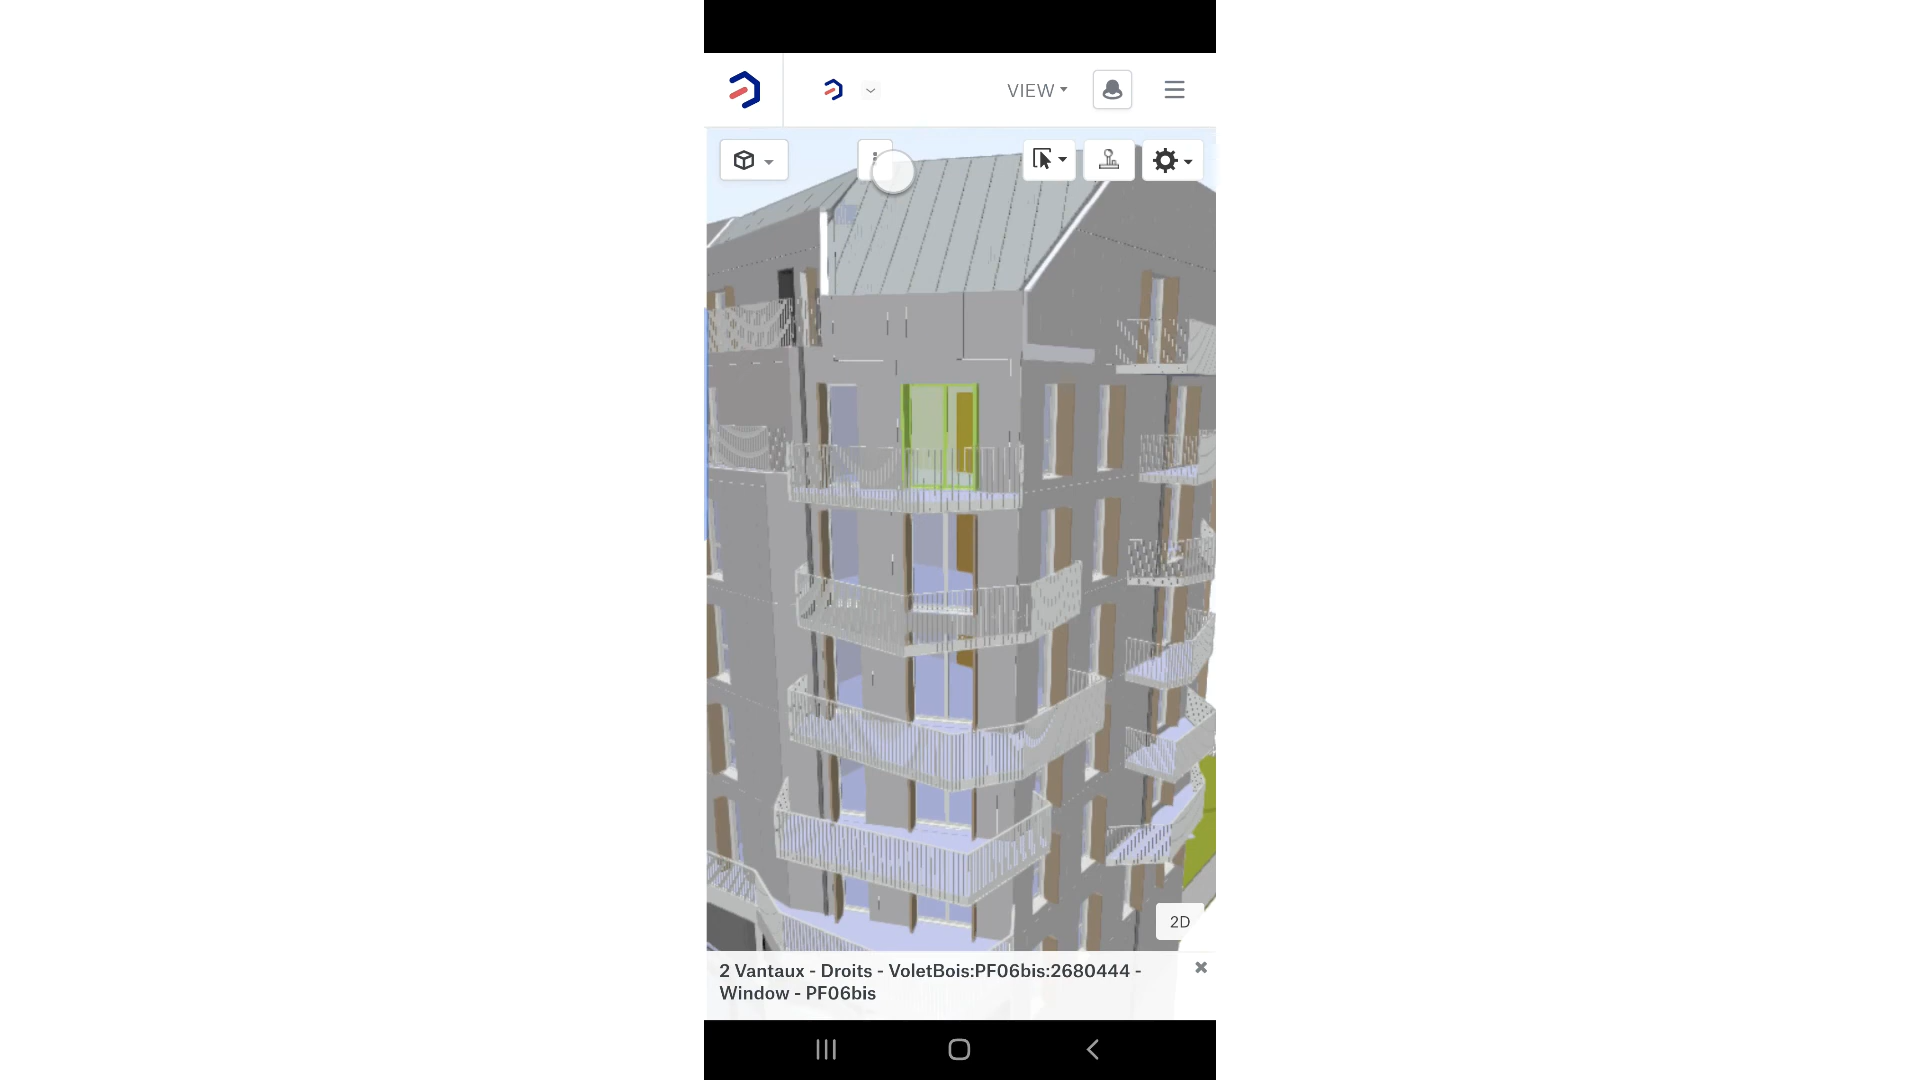 VIEW
2D
2 Vantaux - Droits - VoletBois:PF06bis:2680444 -
Window - PF06bis